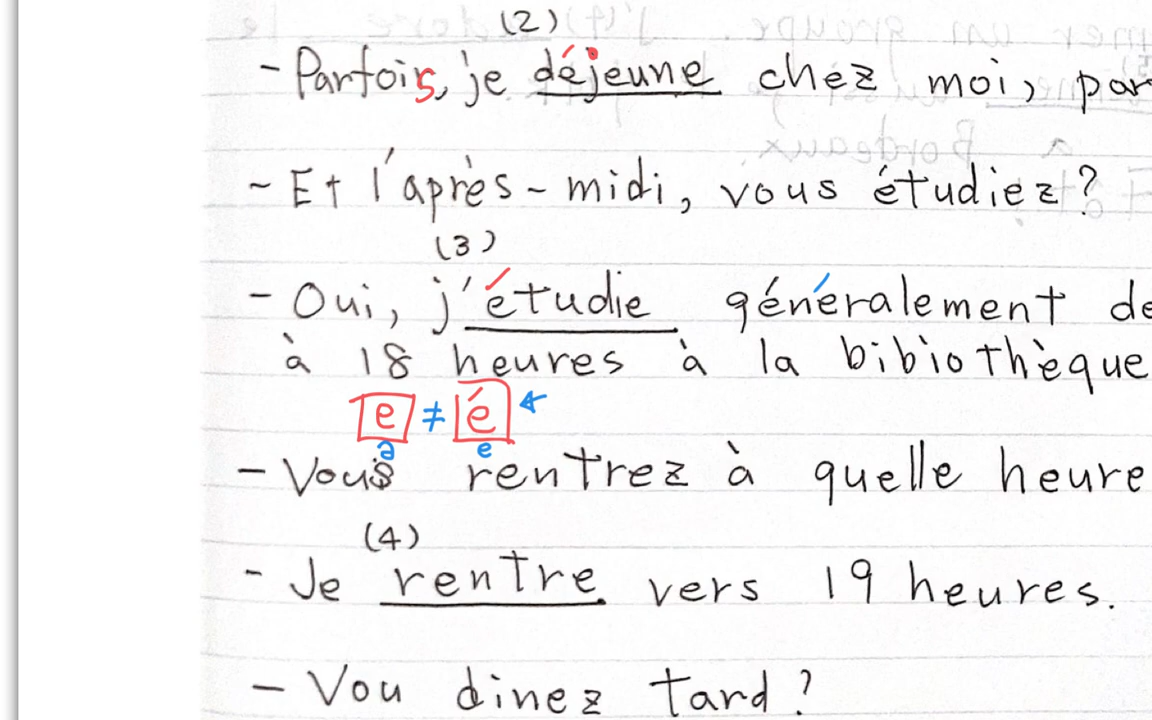 (2)
- Parfois, je déjeune chez moi, par
- Et l'après-midi, vous étudiez?
(3)
- Oui, j'étudie généralement de
à 18 heures à la bibiothèque
e ≠ é
ə e
- Vous rentrez à quelle heure
(4)
- Je rentre vers 19 heures.
- Vou dinez tard?